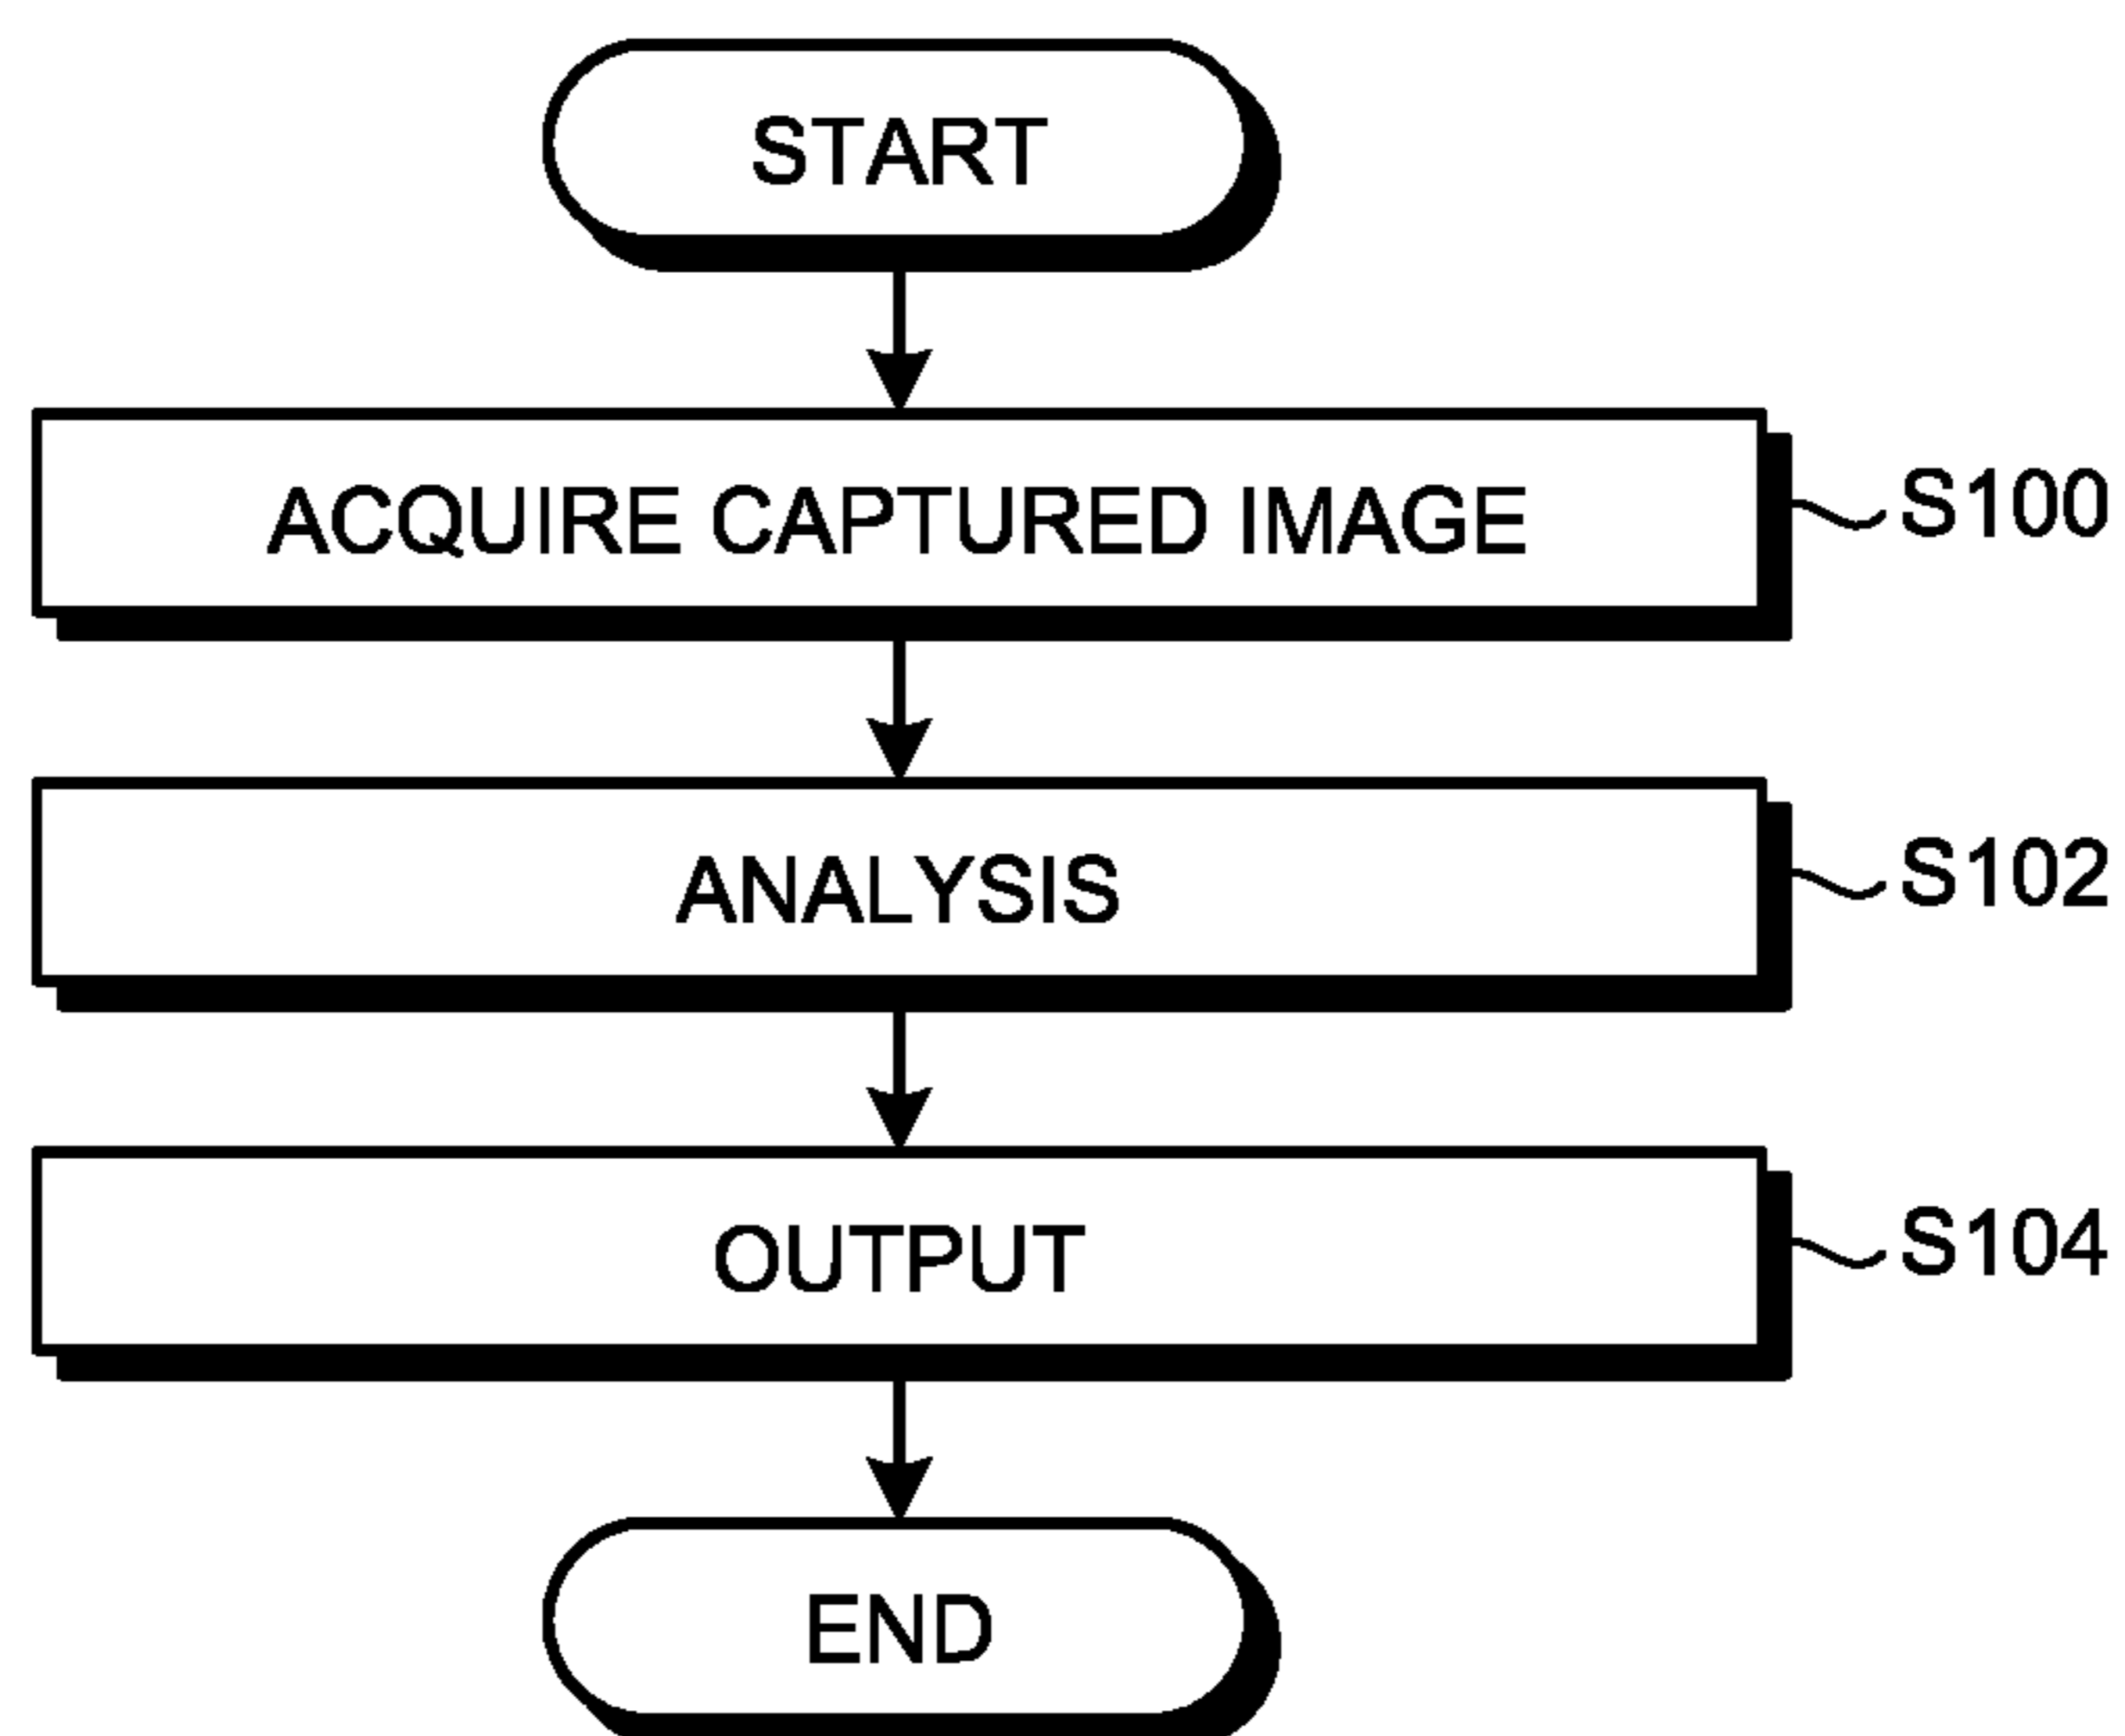 START
ACQUIRE CAPTURED IMAGE
S100
ANALYSIS
S102
OUTPUT
S104
END